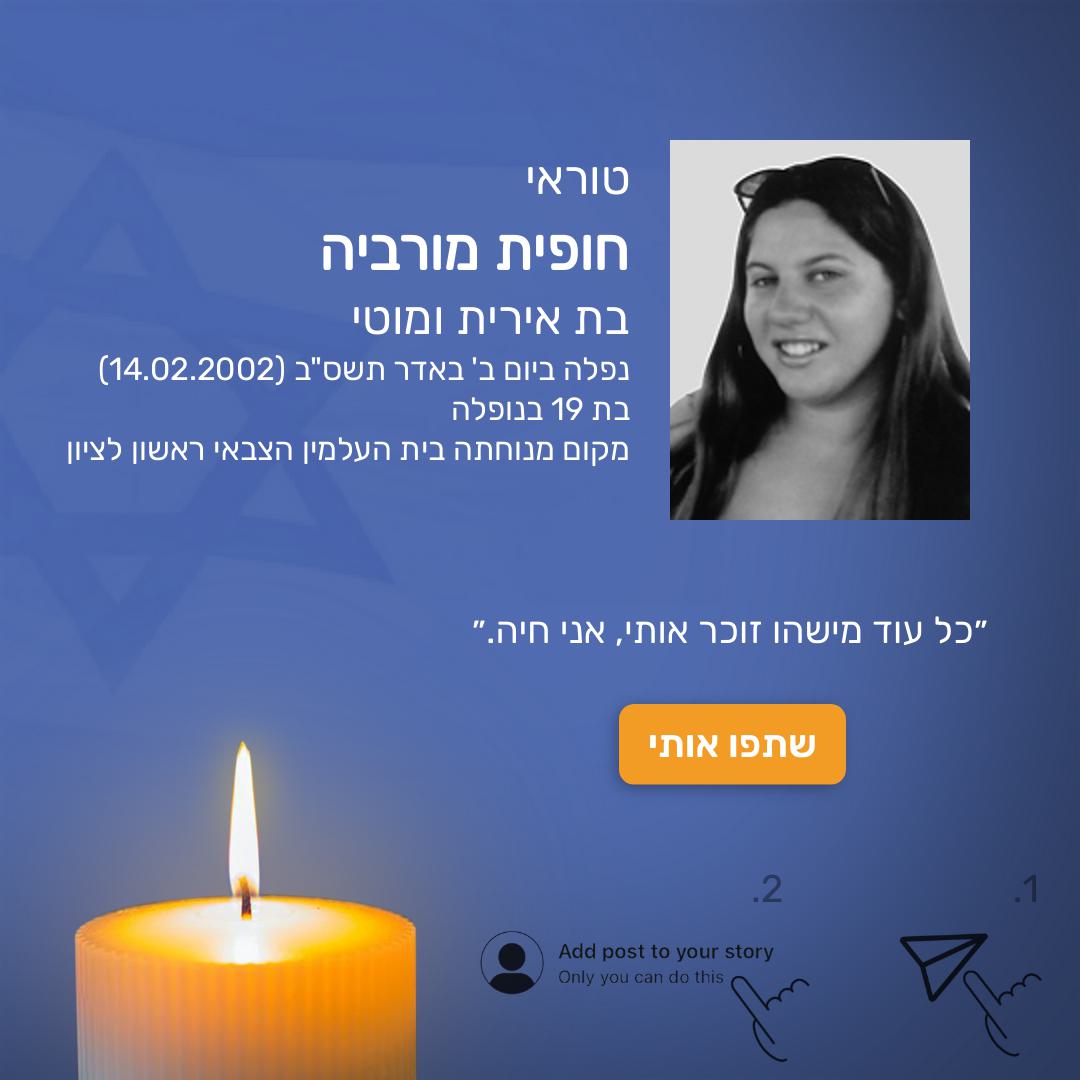 טוראי
חופית מורביה
בת אירית ומוטי
נפלה ביום ב' באדר תשס"ב (14.02.2002)
בת 19 בנופלה
מקום מנוחתה בית העלמין הצבאי ראשון לציון
״כל עוד מישהו זוכר אותי, אני חיה.״
שתפו אותי
1.
2.
Add post to your story
Only you can do this